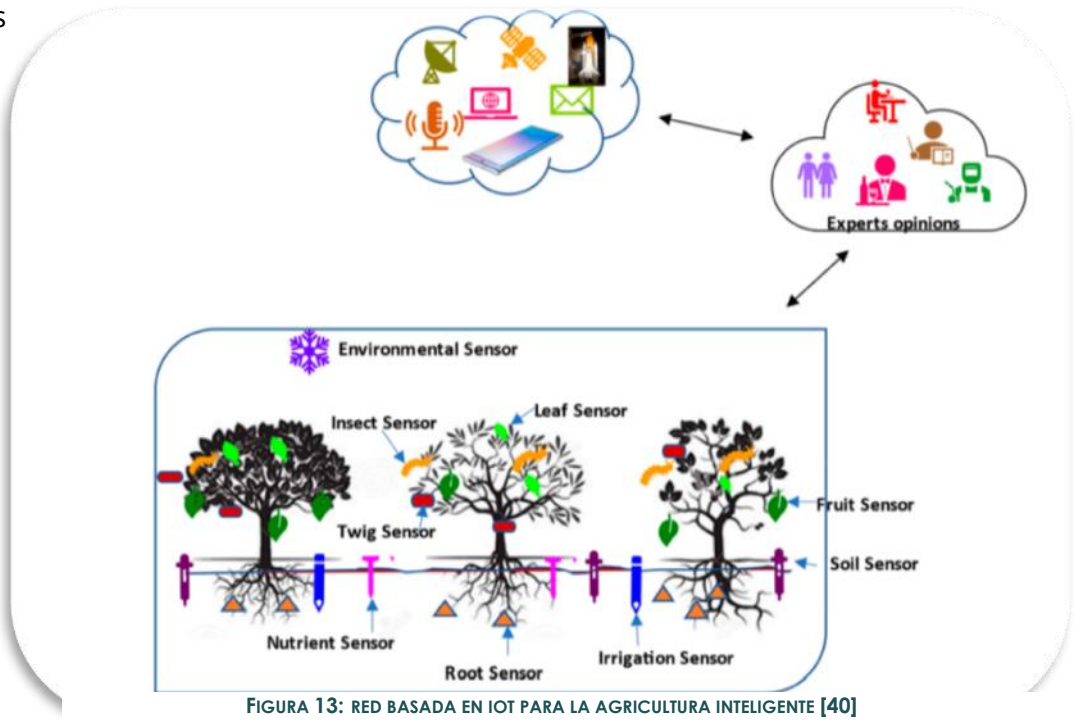 s
Experts opinions
Environmental Sensor
Leaf Sensor
Insect Sensor
Fruit Sensor
Twig Sensor
Soil Sensor
Nutrient Sensor
Irrigation Sensor
Root Sensor
FIGURA 13: RED BASADA EN IOT PARA LA AGRICULTURA INTELIGENTE [40]